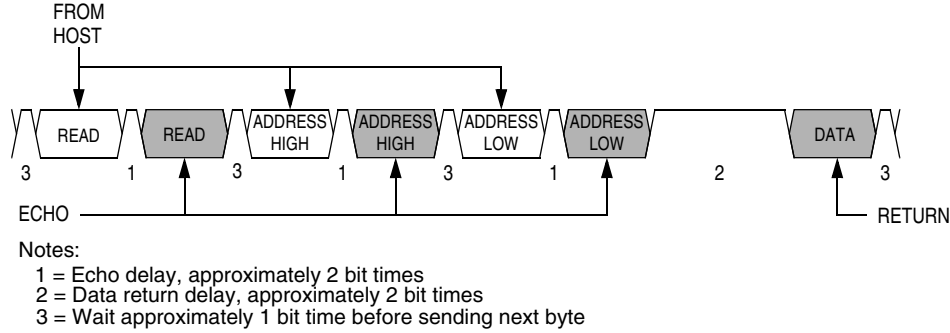 FROM
HOST
READ
READ
ADDRESS
HIGH
ADDRESS
HIGH
ADDRESS
LOW
ADDRESS
LOW
DATA
3 1 3 1 3 1 2 3
ECHO
RETURN
Notes:
1 = Echo delay, approximately 2 bit times
2 = Data return delay, approximately 2 bit times
3 = Wait approximately 1 bit time before sending next byte